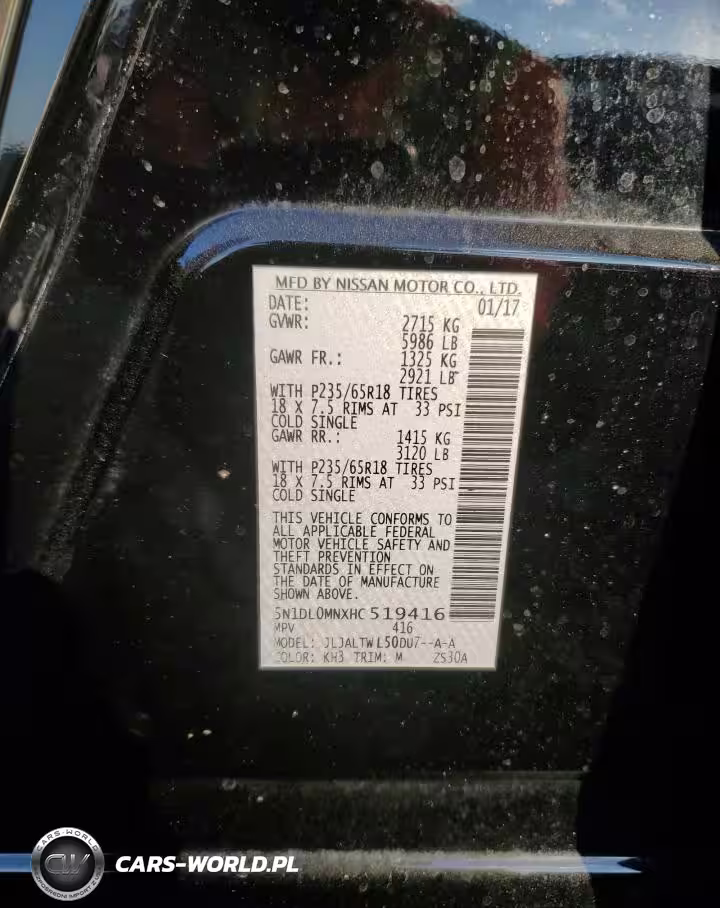 MFD BY NISSAN MOTOR CO., LTD.
DATE: 01/17
GVWR: 2715 KG
5986 LB
GAWR FR.: 1325 KG
2921 LB
WITH P235/65R18 TIRES
18 X 7.5 RIMS AT 33 PSI
COLD SINGLE
GAWR RR.: 1415 KG
3120 LB
WITH P235/65R18 TIRES
18 X 7.5 RIMS AT 33 PSI
COLD SINGLE
THIS VEHICLE CONFORMS TO
ALL APPLICABLE FEDERAL
MOTOR VEHICLE SAFETY AND
THEFT PREVENTION
STANDARDS IN EFFECT ON
THE DATE OF MANUFACTURE
SHOWN ABOVE.
5N1DL0MNXHC519416
MPV 416
MODEL: JLJALTWL50DU7--A-A
COLOR: KH3 TRIM: M ZS30A
CARS-WORLD
CW
CARS-WORLD.PL